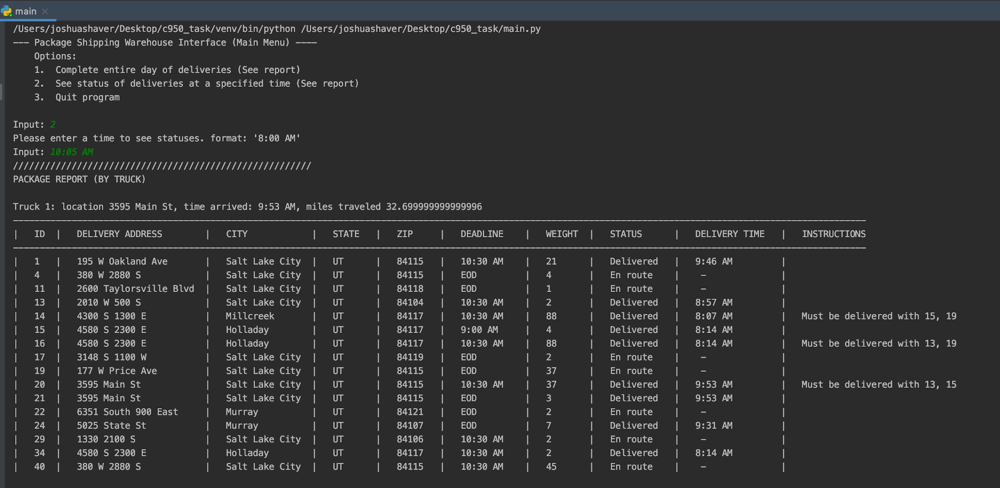 main
/Users/joshuashaver/Desktop/c950_task/venv/bin/python /Users/joshuashaver/Desktop/c950_task/main.py
--- Package Shipping Warehouse Interface (Main Menu) ----
Options:
1. Complete entire day of deliveries (See report)
2. See status of deliveries at a specified time (See report)
3. Quit program
Input: 2
Please enter a time to see statuses. format: '8:00 AM'
Input: 10:05 AM
////////////////////////////////////////////////////////
PACKAGE REPORT (BY TRUCK)
Truck 1: location 3595 Main St, time arrived: 9:53 AM, miles traveled 32.699999999999996
| ID | DELIVERY ADDRESS | CITY | STATE | ZIP | DEADLINE | WEIGHT | STATUS | DELIVERY TIME | INSTRUCTIONS
| 1 | 195 W Oakland Ave | Salt Lake City | UT | 84115 | 10:30 AM | 21 | Delivered | 9:46 AM |
| 4 | 380 W 2880 S | Salt Lake City | UT | 84115 | EOD | 4 | En route | - |
| 11 | 2600 Taylorsville Blvd | Salt Lake City | UT | 84118 | EOD | 1 | En route | - |
| 13 | 2010 W 500 S | Salt Lake City | UT | 84104 | 10:30 AM | 2 | Delivered | 8:57 AM |
| 14 | 4300 S 1300 E | Millcreek | UT | 84117 | 10:30 AM | 88 | Delivered | 8:07 AM | Must be delivered with 15, 19
| 15 | 4580 S 2300 E | Holladay | UT | 84117 | 9:00 AM | 4 | Delivered | 8:14 AM |
| 16 | 4580 S 2300 E | Holladay | UT | 84117 | 10:30 AM | 88 | Delivered | 8:14 AM | Must be delivered with 13, 19
| 17 | 3148 S 1100 W | Salt Lake City | UT | 84119 | EOD | 2 | En route | - |
| 19 | 177 W Price Ave | Salt Lake City | UT | 84115 | EOD | 37 | En route | - |
| 20 | 3595 Main St | Salt Lake City | UT | 84115 | 10:30 AM | 37 | Delivered | 9:53 AM | Must be delivered with 13, 15
| 21 | 3595 Main St | Salt Lake City | UT | 84115 | EOD | 3 | Delivered | 9:53 AM |
| 22 | 6351 South 900 East | Murray | UT | 84121 | EOD | 2 | En route | - |
| 24 | 5025 State St | Murray | UT | 84107 | EOD | 7 | Delivered | 9:31 AM |
| 29 | 1330 2100 S | Salt Lake City | UT | 84106 | 10:30 AM | 2 | En route | - |
| 34 | 4580 S 2300 E | Holladay | UT | 84117 | 10:30 AM | 2 | Delivered | 8:14 AM |
| 40 | 380 W 2880 S | Salt Lake City | UT | 84115 | 10:30 AM | 45 | En route | - |